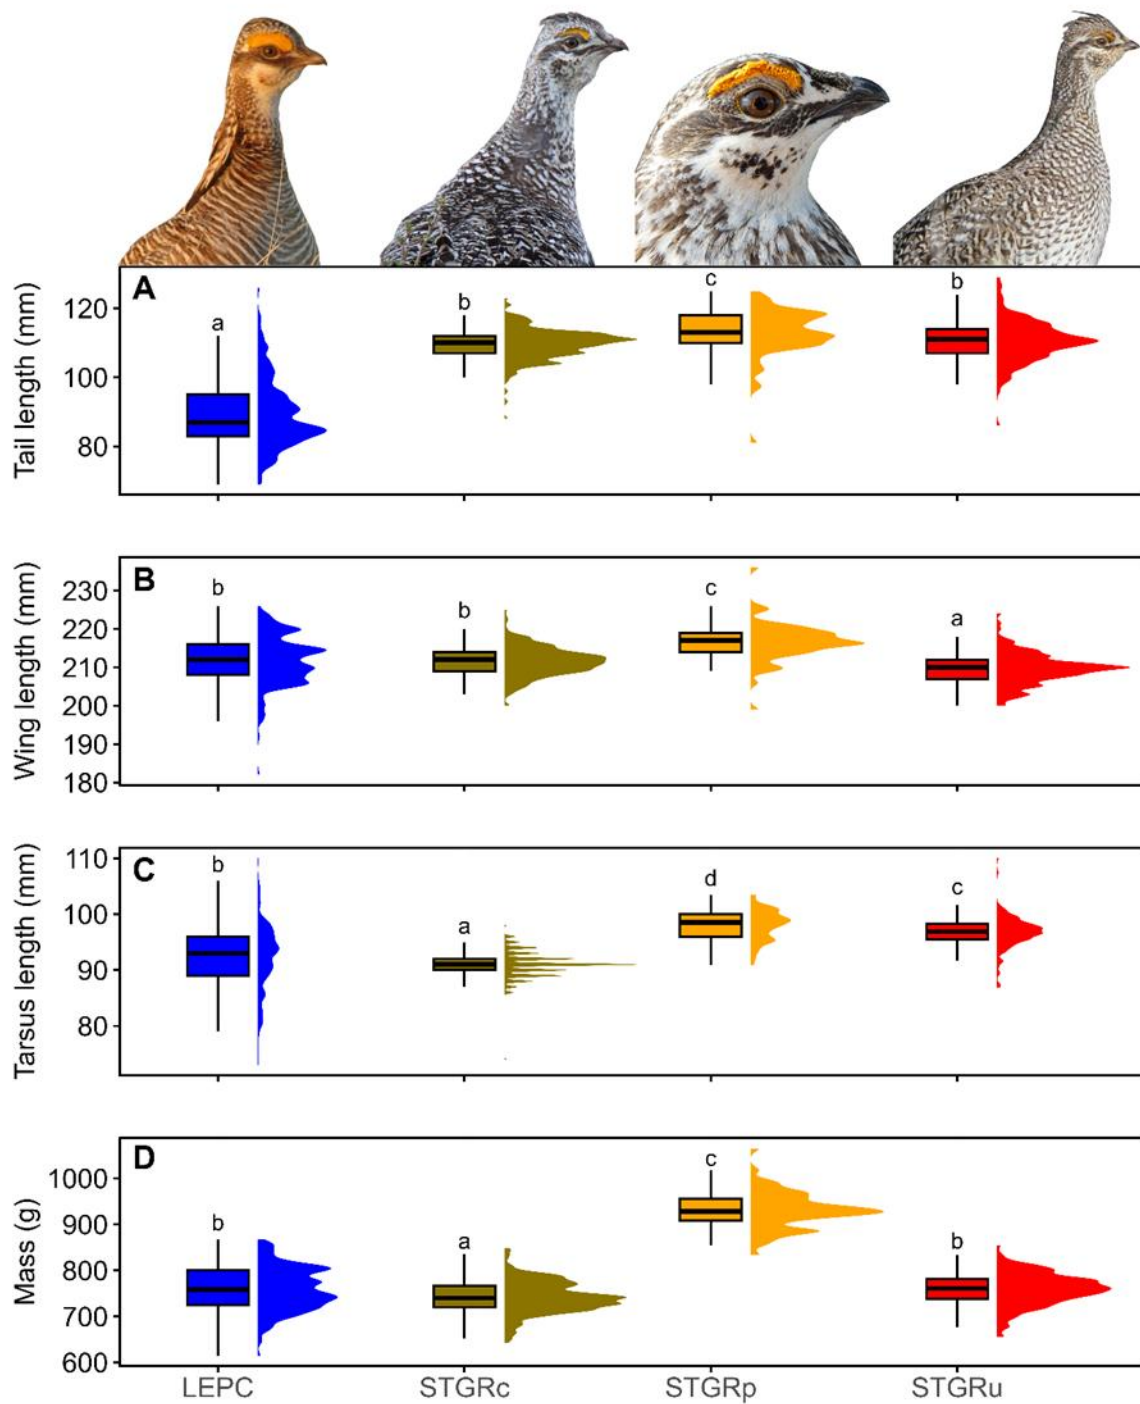 A
Tail length (mm)
120
100
80
a
b
c
b
B
Wing length (mm)
230
220
210
200
190
180
b
b
c
a
C
Tarsus length (mm)
110
100
90
80
b
a
d
c
D
Mass (g)
1000
900
800
700
600
b
a
c
b
LEPC
STGRc
STGRp
STGRu